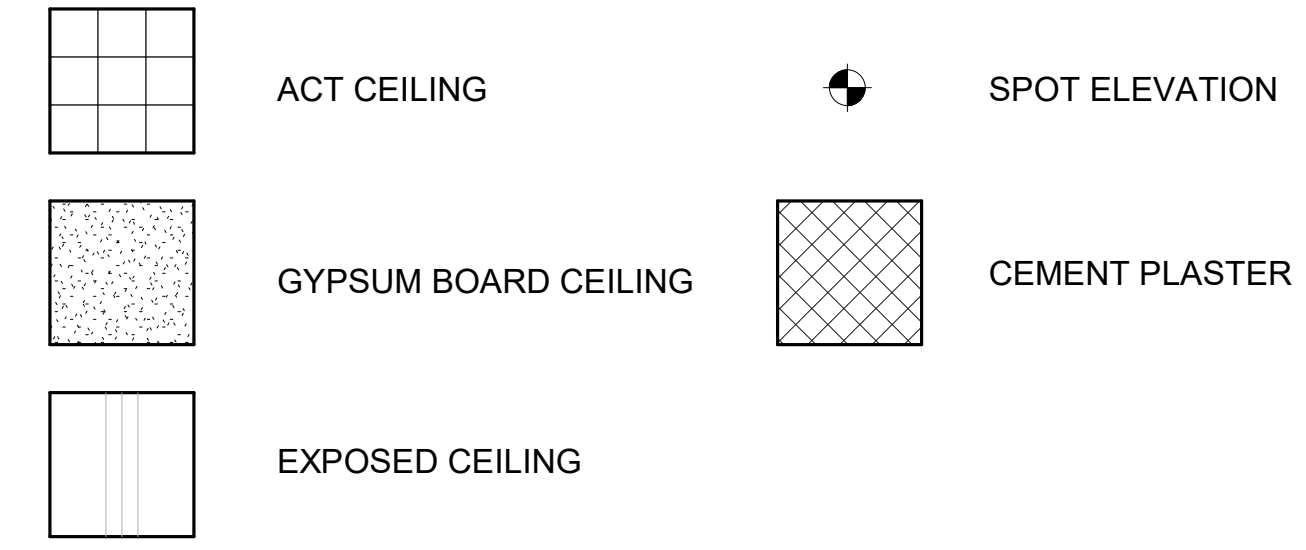 ACT CEILING
SPOT ELEVATION
GYPSUM BOARD CEILING
CEMENT PLASTER
EXPOSED CEILING